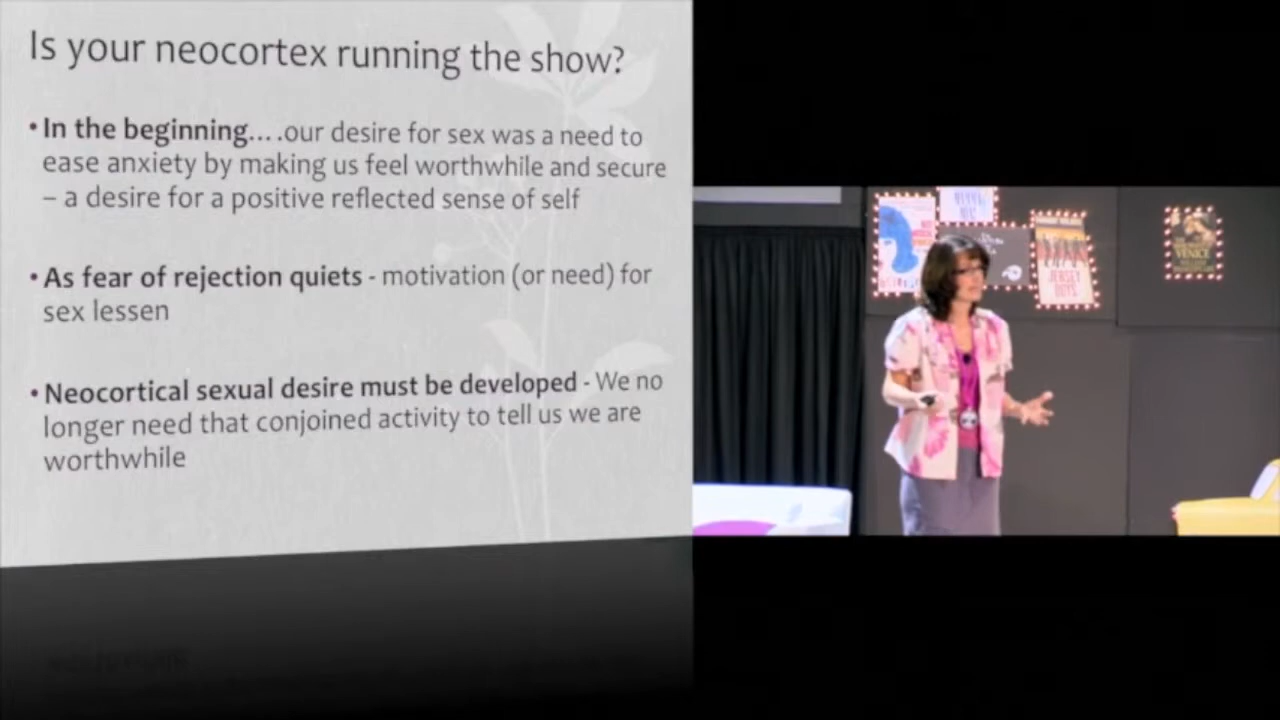 Is your neocortex running the show?
• In the beginning… .our desire for sex was a need to
ease anxiety by making us feel worthwhile and secure
– a desire for a positive reflected sense of self
• As fear of rejection quiets - motivation (or need) for
sex lessen
• Neocortical sexual desire must be developed - We no
longer need that conjoined activity to tell us we are
worthwhile
JERSEY
BOYS
VENICE